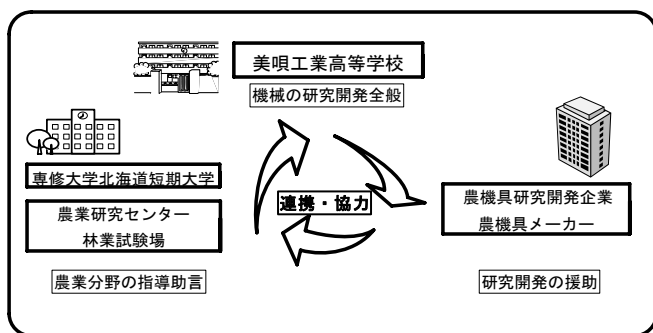 美唄工業高等学校
機械の研究開発全般
専修大学北海道短期大学
農業研究センター
林業試験場
農業分野の指導助言
連携・協力
農機具研究開発企業
農機具メーカー
研究開発の援助